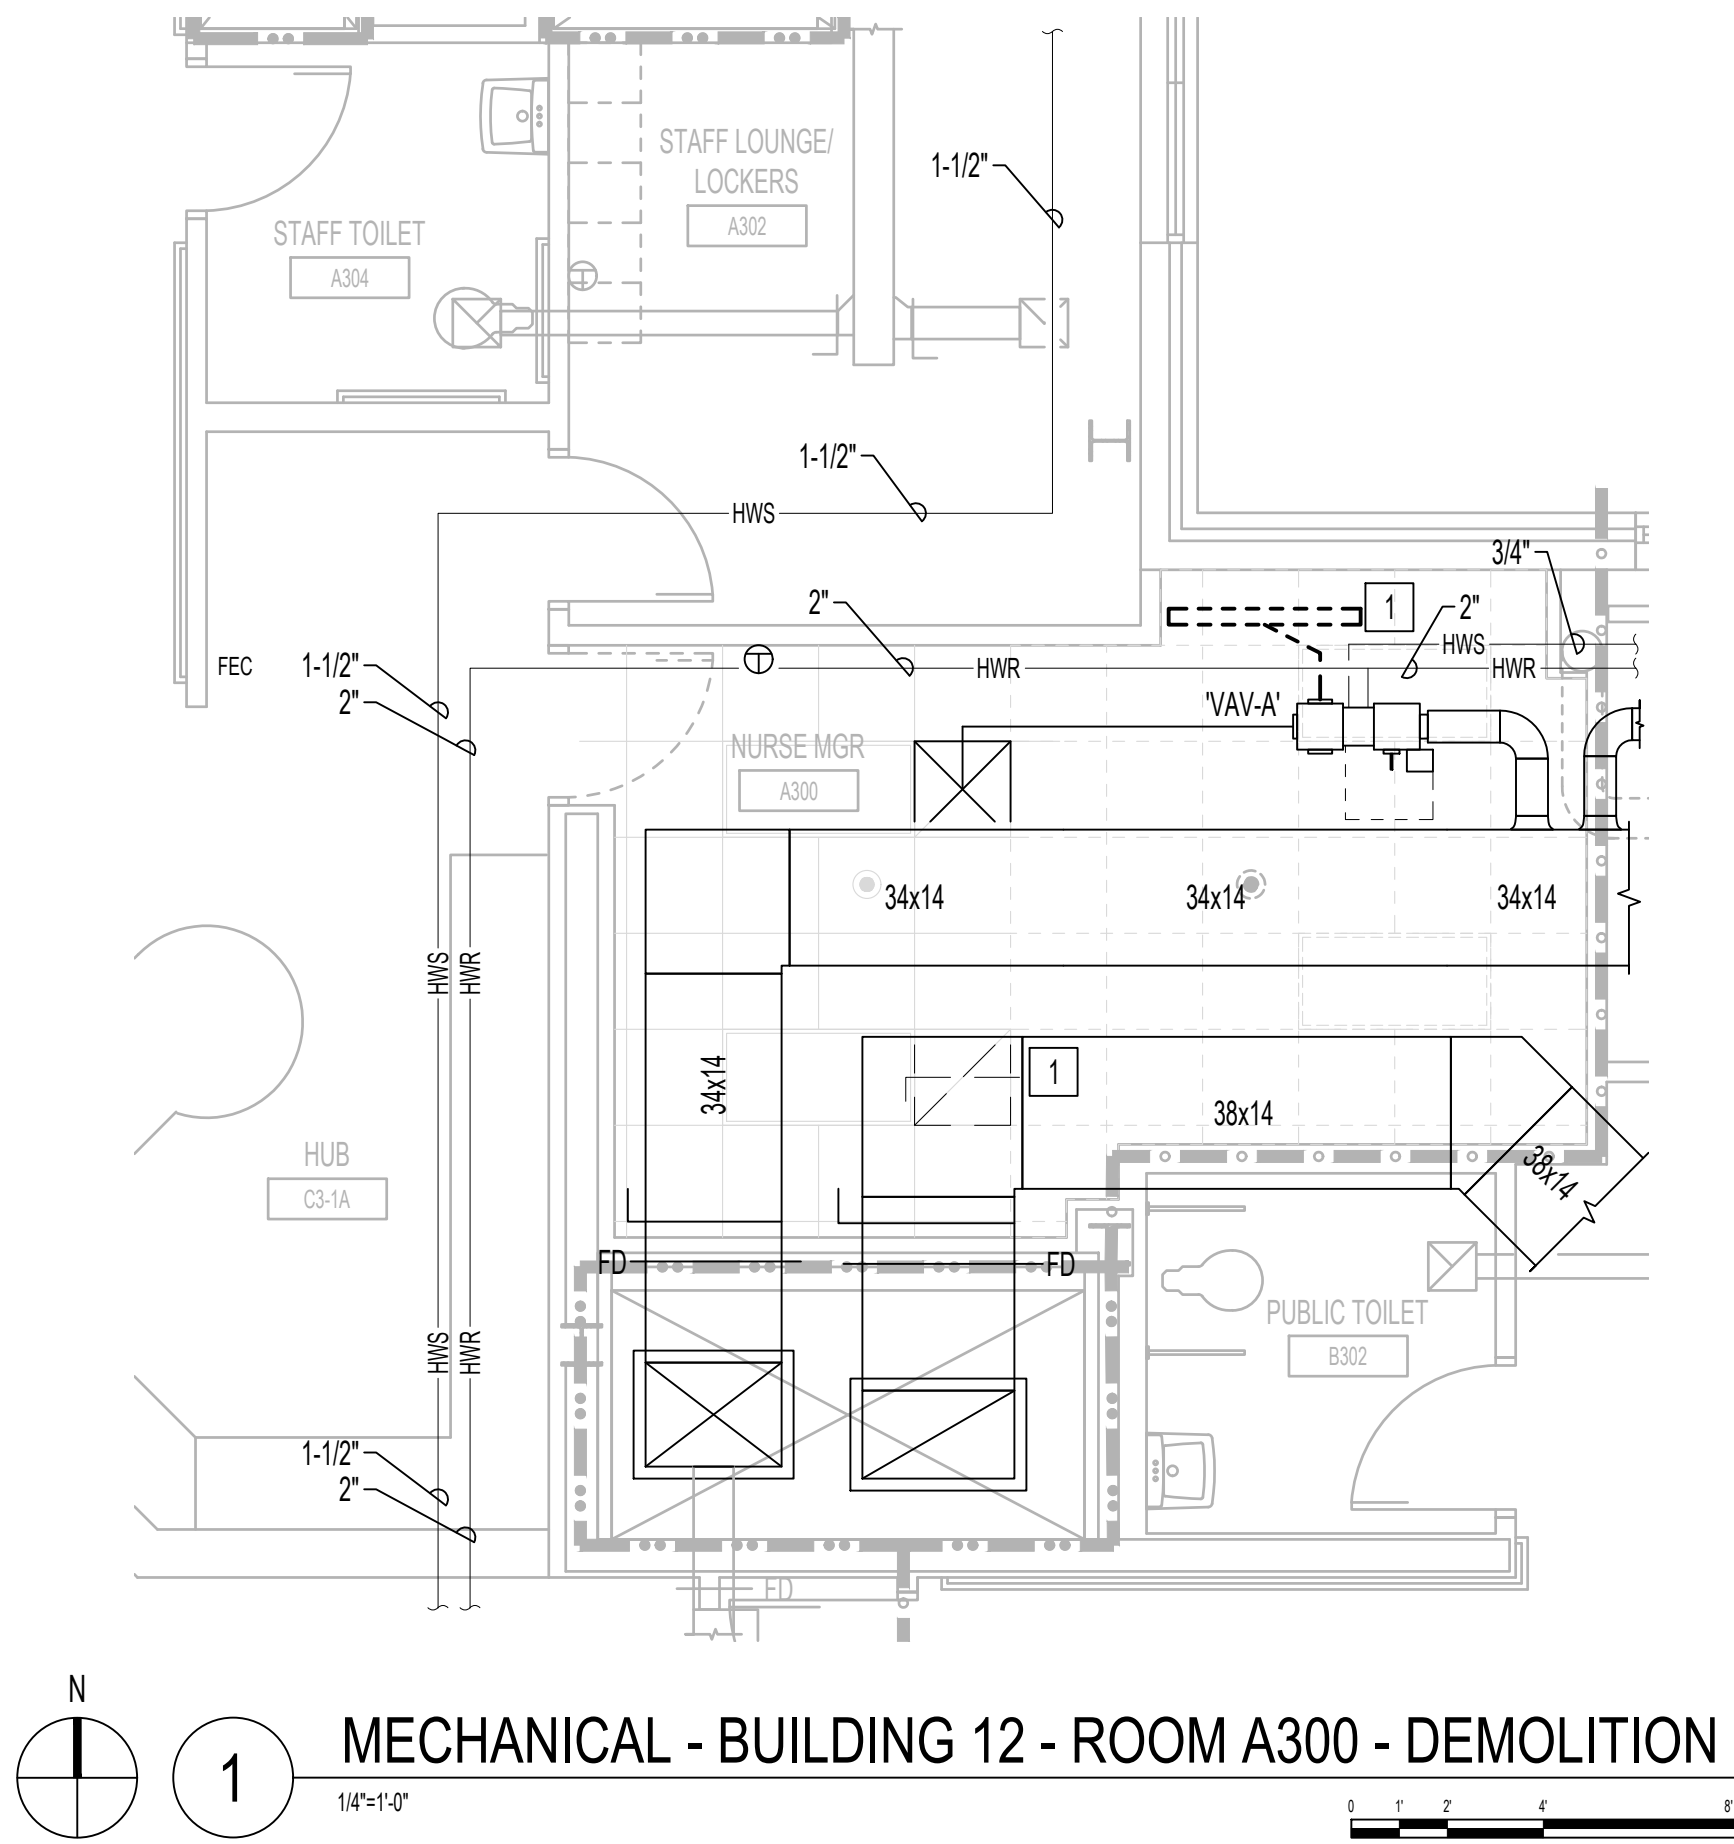 STAFF LOUNGE/
LOCKERS
A302
1-1/2"
STAFF TOILET
A304
1-1/2"
HWS
3/4"
2"
1
2"
HWS
FEC
1-1/2"
2"
HWR
HWR
'VAV-A'
NURSE MGR
A300
34x14
34x14
34x14
HWS
HWR
34x14
1
38x14
38x14
HUB
C3-1A
FD
FD
PUBLIC TOILET
B302
HWS
HWR
1-1/2"
2"
FD
N
1
MECHANICAL - BUILDING 12 - ROOM A300 - DEMOLITION
1/4"=1'-0"
0 1' 2' 4' 8'